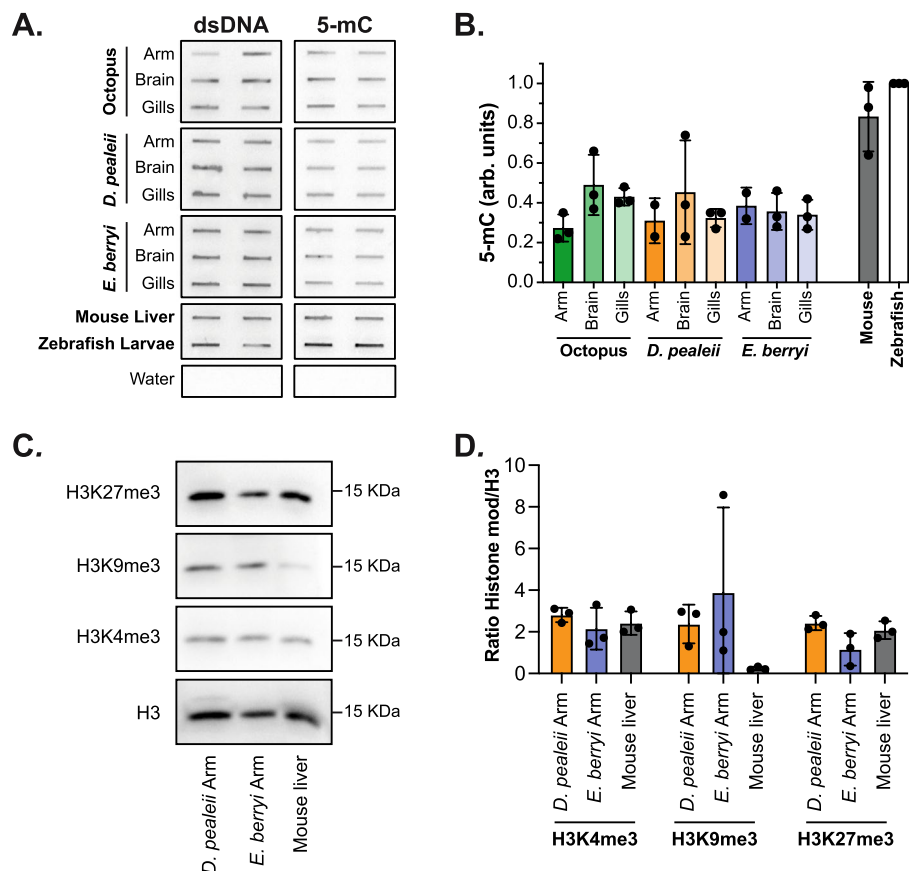 A.
dsDNA 5-mC
Octopus
Arm
Brain
Gills
D. pealeii
Arm
Brain
Gills
E. berryi
Arm
Brain
Gills
Mouse Liver
Zebrafish Larvae
Water
B.
5-mC (arb. units)
1.0
0.8
0.6
0.4
0.2
0.0
Arm Brain Gills Arm Brain Gills Arm Brain Gills Mouse Zebrafish
Octopus D. pealeii E. berryi
C.
H3K27me3 15 KDa
H3K9me3 15 KDa
H3K4me3 15 KDa
H3 15 KDa
D. pealeii Arm
E. berryi Arm
Mouse liver
D.
Ratio Histone mod/H3
10
8
6
4
2
0
D. pealeii Arm
E. berryi Arm
Mouse liver
D. pealeii Arm
E. berryi Arm
Mouse liver
D. pealeii Arm
E. berryi Arm
Mouse liver
H3K4me3 H3K9me3 H3K27me3